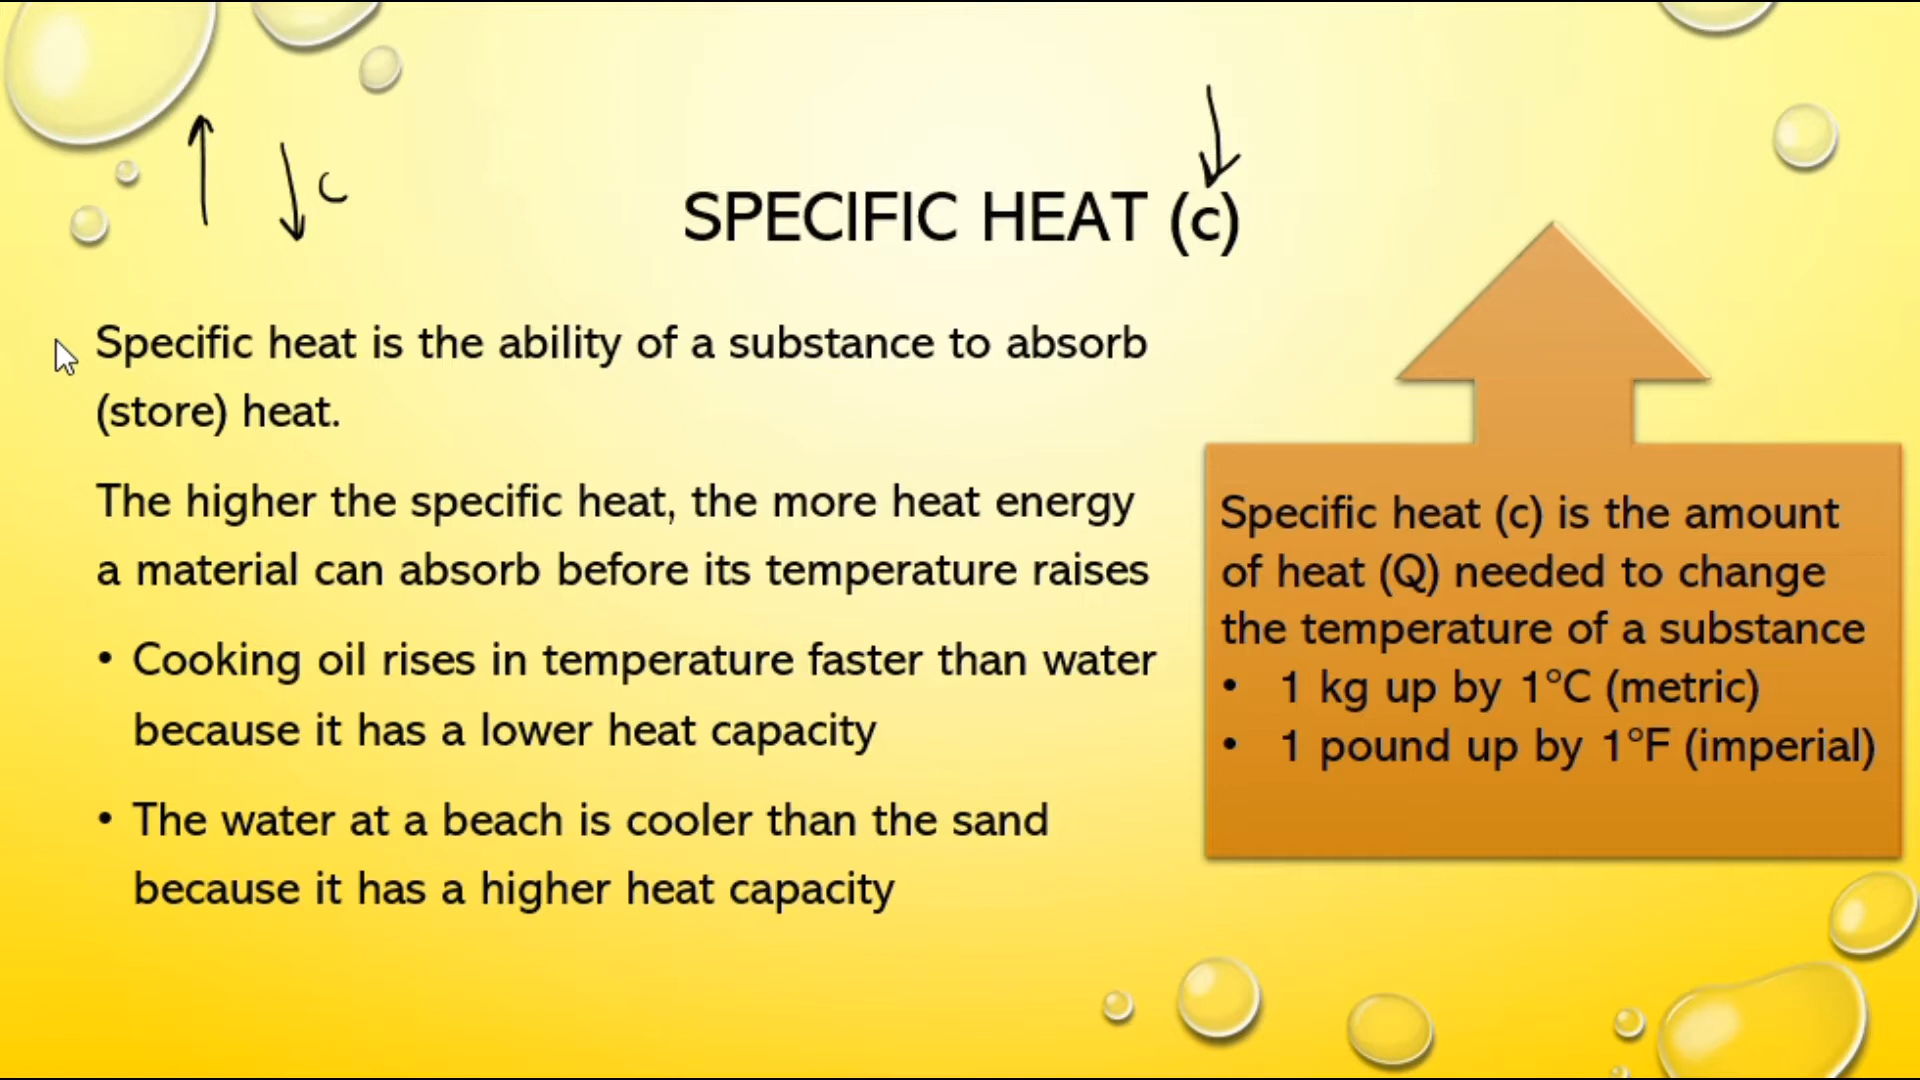 c
SPECIFIC HEAT (c)
Specific heat is the ability of a substance to absorb
(store) heat.
The higher the specific heat, the more heat energy
a material can absorb before its temperature raises
• Cooking oil rises in temperature faster than water
because it has a lower heat capacity
• The water at a beach is cooler than the sand
because it has a higher heat capacity
Specific heat (c) is the amount
of heat (Q) needed to change
the temperature of a substance
• 1 kg up by 1°C (metric)
• 1 pound up by 1°F (imperial)